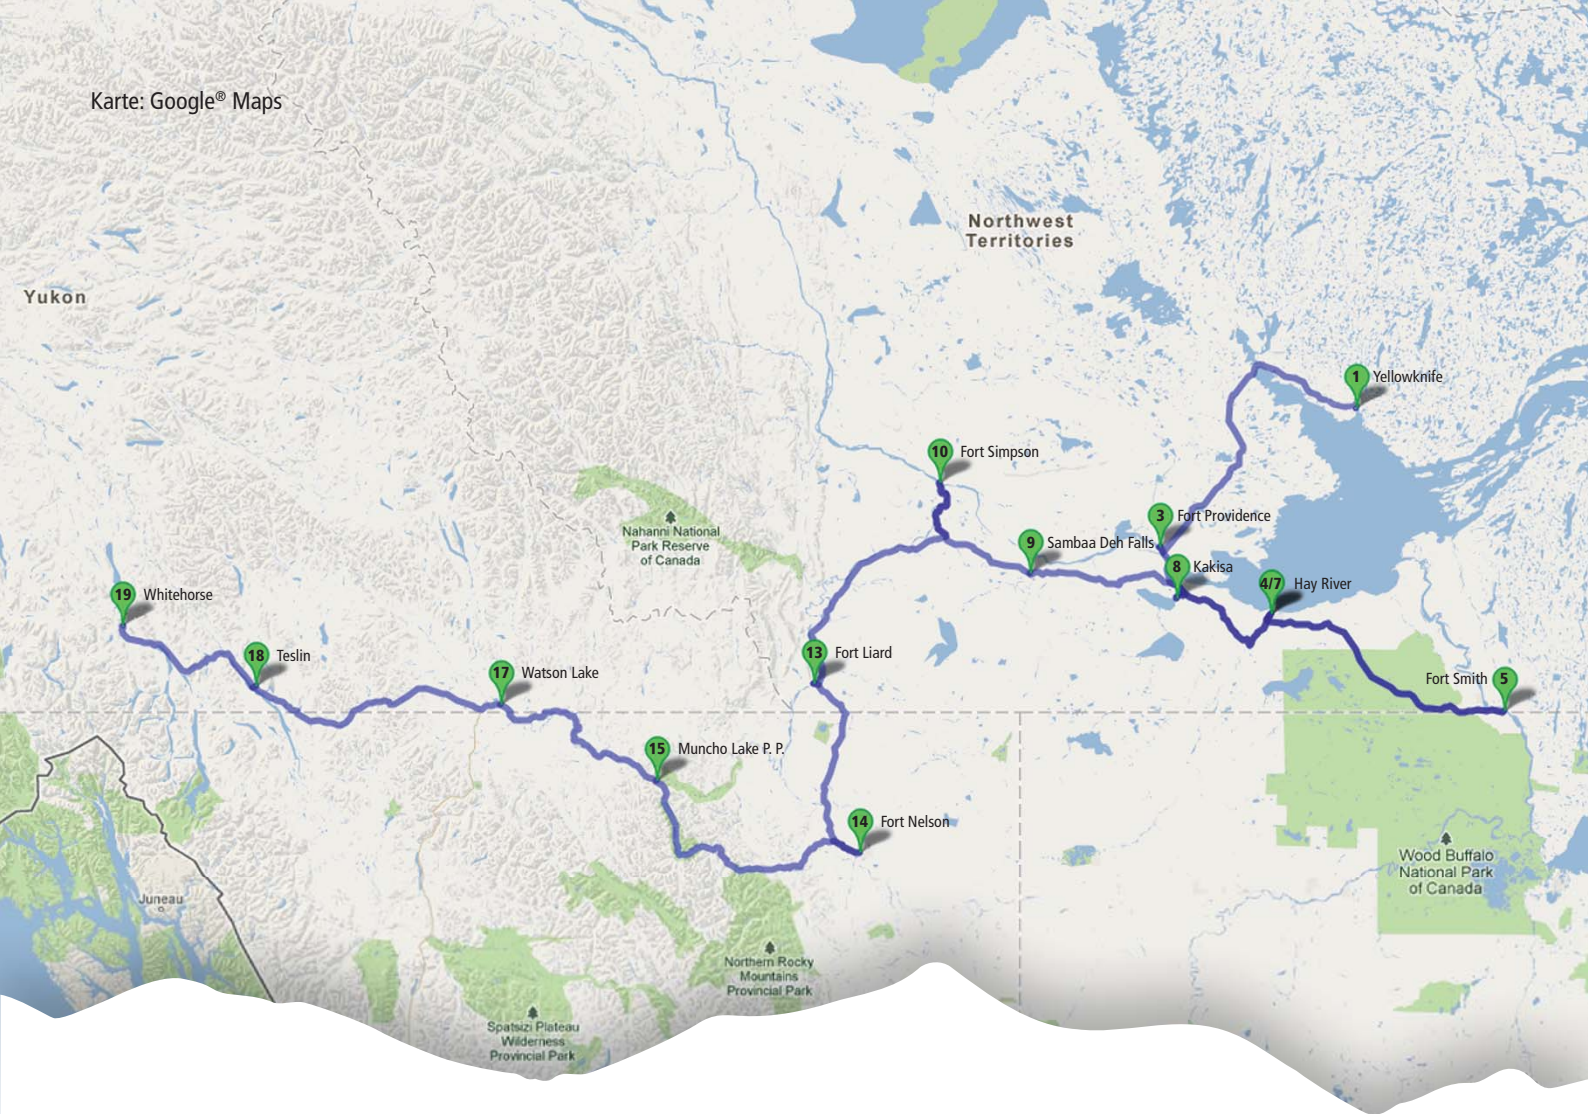 Karte: Google® Maps
Northwest
Territories
Yukon
1 Yellowknife
10 Fort Simpson
3 Fort Providence
Nahanni National
Park Reserve
of Canada
9 Sambaa Deh Falls
8 Kakisa
4/7 Hay River
19 Whitehorse
18 Teslin
13 Fort Liard
17 Watson Lake
Fort Smith 5
15 Muncho Lake P. P.
14 Fort Nelson
Wood Buffalo
National Park
of Canada
Juneau
Northern Rocky
Mountains
Provincial Park
Spatsizi Plateau
Wilderness
Provincial Park